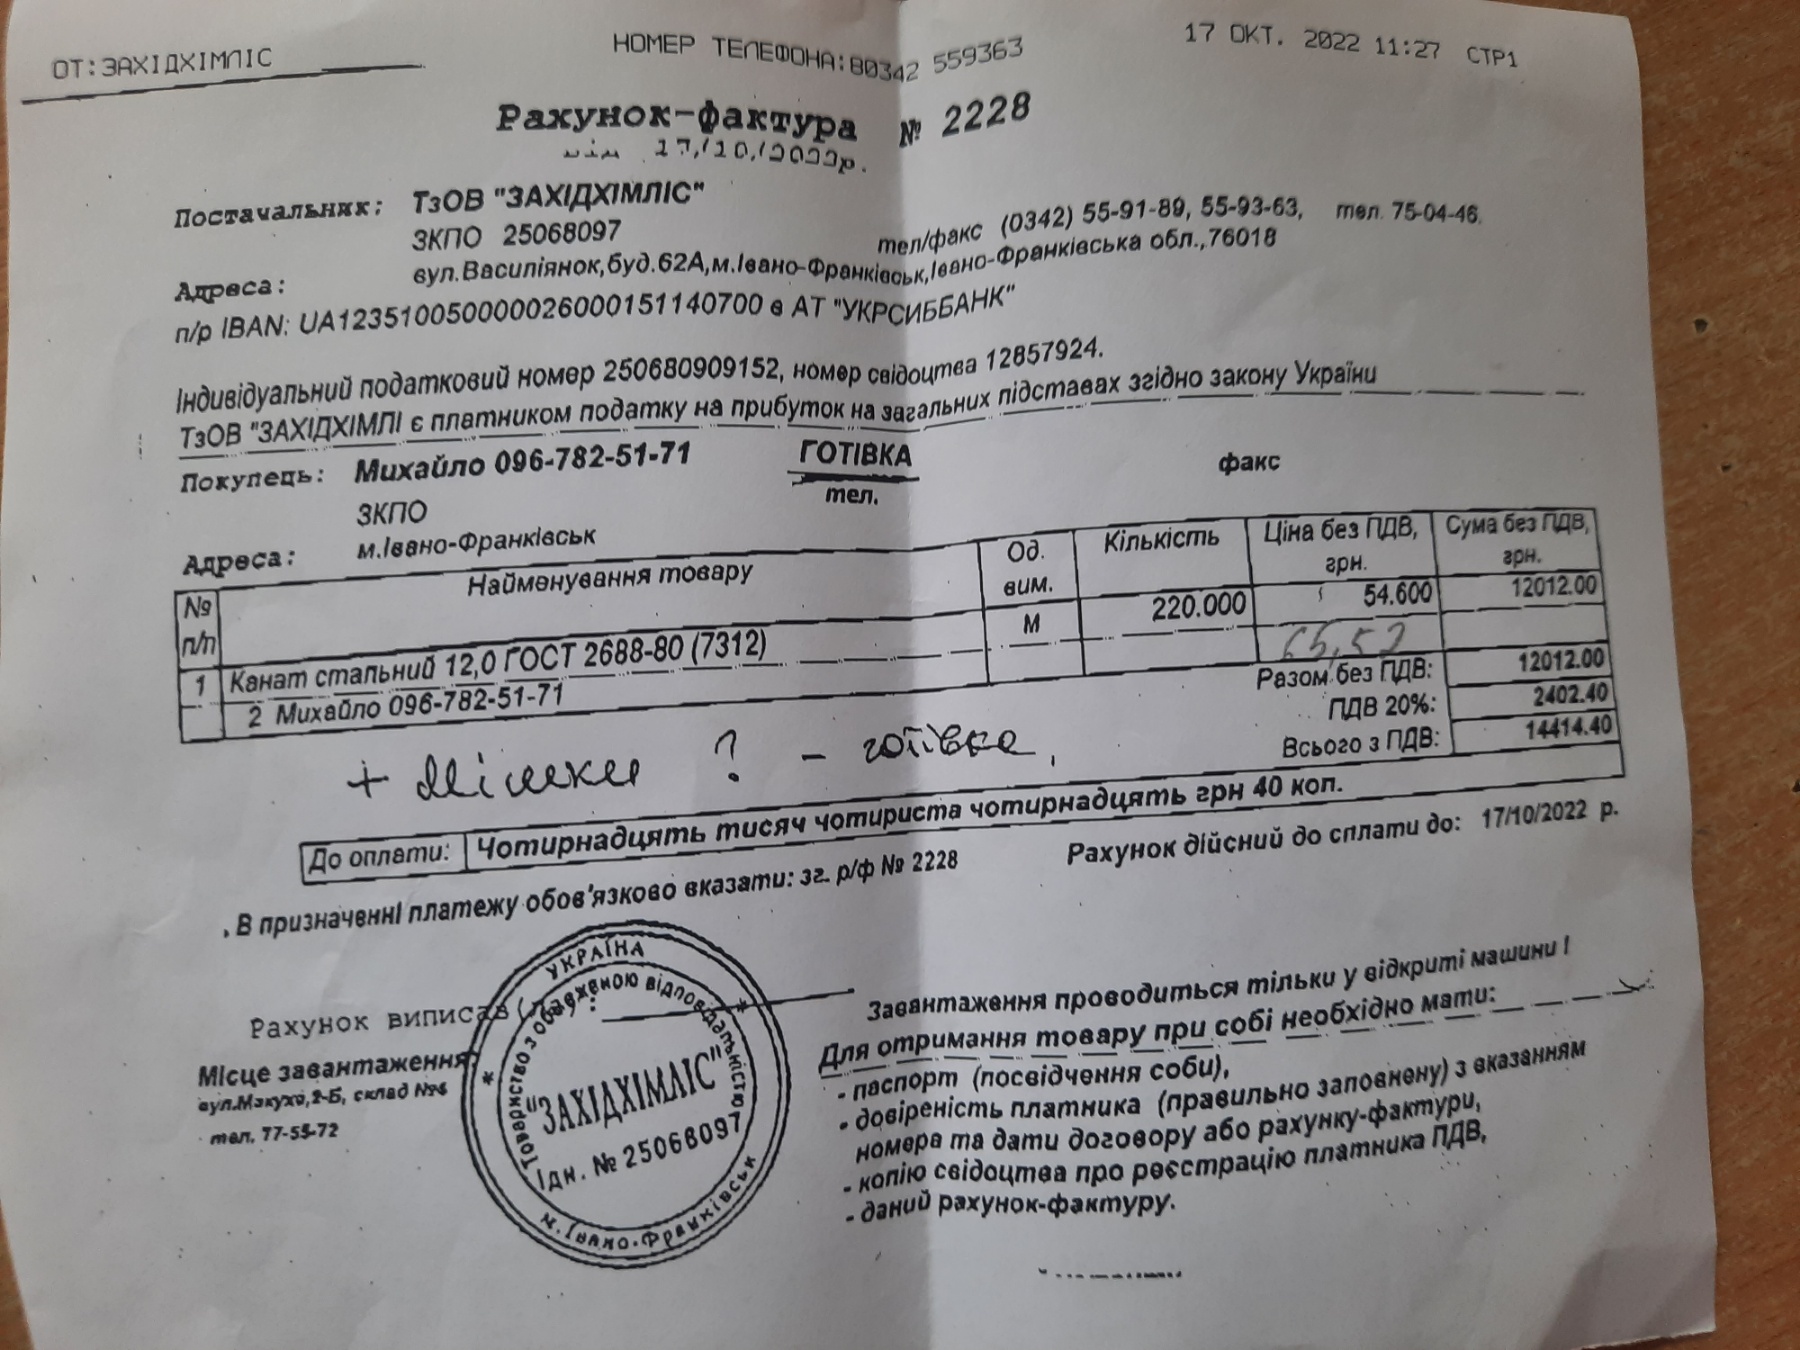 ОТ:ЗАХІДХІМЛІС НОМЕР ТЕЛЕФОНА:80342 559363 17 ОКТ. 2022 11:27 СТР1
Рахунок-фактура № 2228
від 17/10/2022р.
Постачальник: ТзОВ "ЗАХІДХІМЛІС"
ЗКПО 25068097 тел/факс (0342) 55-91-89, 55-93-63, тел. 75-04-46.
Адреса: вул.Василіянок,буд.62А,м.Івано-Франківськ,Івано-Франківська обл.,76018
п/р IBAN: UA123510050000026000151140700 в АТ "УКРСИББАНК"
Індивідуальний податковий номер 250680909152, номер свідоцтва 12857924.
ТзОВ "ЗАХІДХІМЛІ є платником податку на прибуток на загальних підставах згідно закону України
Покупець: Михайло 096-782-51-71 ГОТІВКА факс
тел.
ЗКПО
Адреса: м.Івано-Франківськ
№ п/п Найменування товару Од. вим. Кількість Ціна без ПДВ, грн. Сума без ПДВ, грн.
1 Канат стальний 12,0 ГОСТ 2688-80 (7312) М 220.000 54.600 12012.00
2 Михайло 096-782-51-71 65,52
Разом без ПДВ: 12012.00
ПДВ 20%: 2402.40
Всього з ПДВ: 14414.40
+ Мішки ? - готівка,
До оплати: Чотирнадцять тисяч чотириста чотирнадцять грн 40 коп.
В призначенні платежу обов'язково вказати: зг. р/ф № 2228 Рахунок дійсний до сплати до: 17/10/2022 р.
Рахунок виписав
Місце завантаження:
вул.Макуха,2-Б, склад №6
тел. 77-55-72
УКРАЇНА
Товариство з обмеженою відповідальністю
"ЗАХІДХІМЛІС"
Ідн. № 25068097
м. Івано-Франківськ
Завантаження проводиться тільки у відкриті машини !
Для отримання товару при собі необхідно мати:
- паспорт (посвідчення соби),
- довіреність платника (правильно заповнену) з вказанням
номера та дати договору або рахунку-фактури,
- копію свідоцтва про реєстрацію платника ПДВ,
- даний рахунок-фактуру.